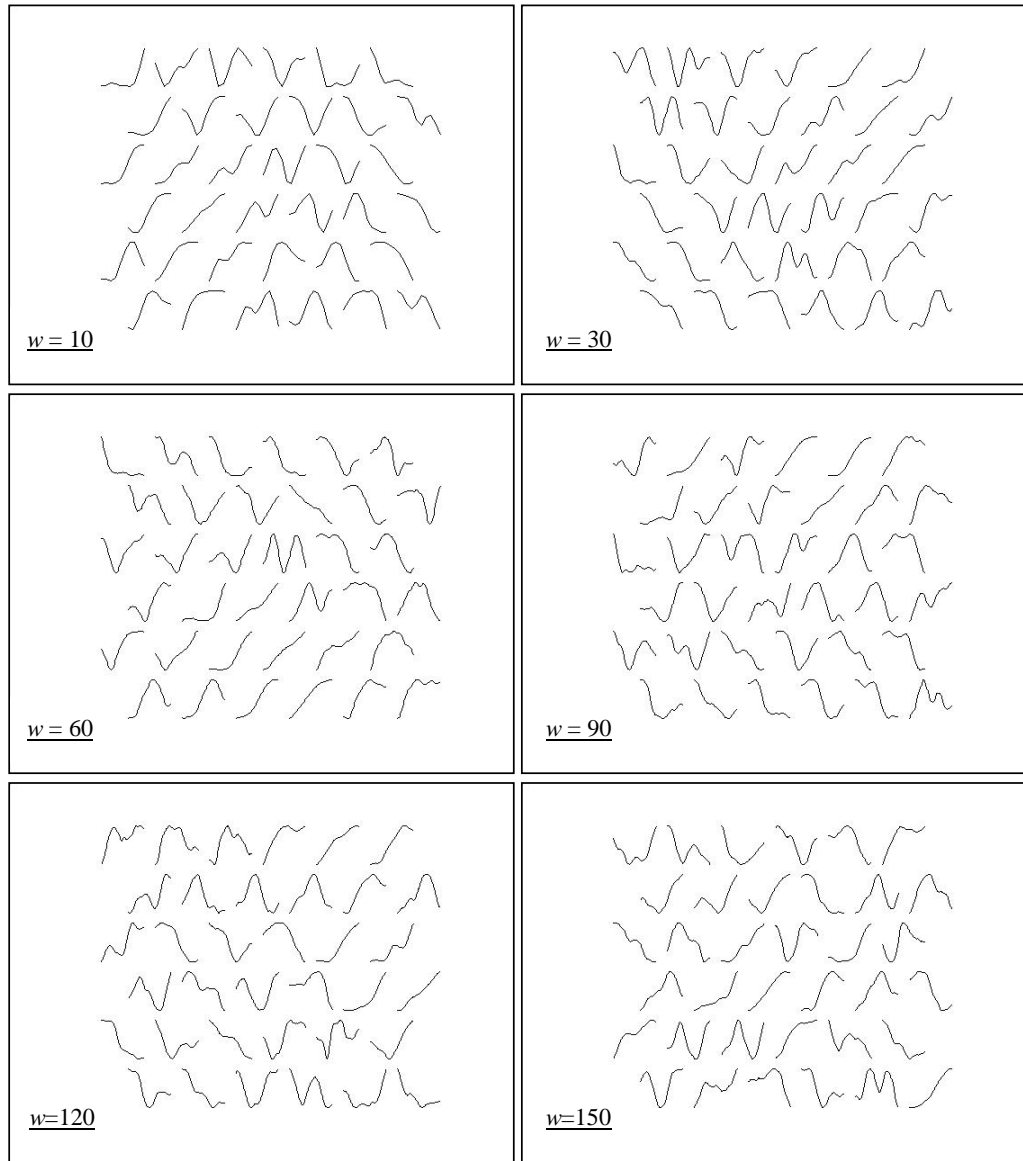 w = 10
w = 30
w = 60
w = 90
w=120
w=150